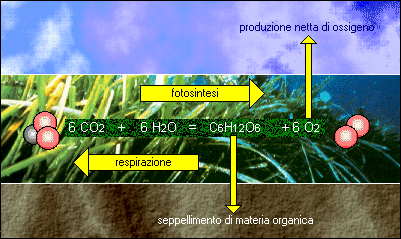 produzione netta di ossigeno
fotosintesi
6 CO2 + 6 H2O = C6H12O6 + 6 O2
respirazione
seppellimento di materia organica